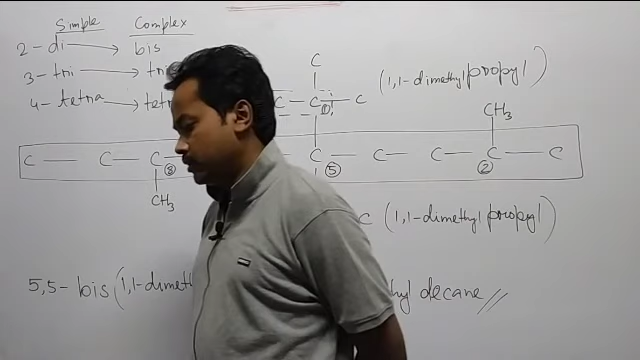 Simple Complex
2 - di → bis
3 - tri →
4 - tetra →
C
C - C - C (1,1-dimethyl propyl)
①
CH3
C - C - C C - C - C - C - C
⑧ ⑤ ②
CH3
C (1,1-dimethyl propyl)
5,5- bis (1,1- decane //